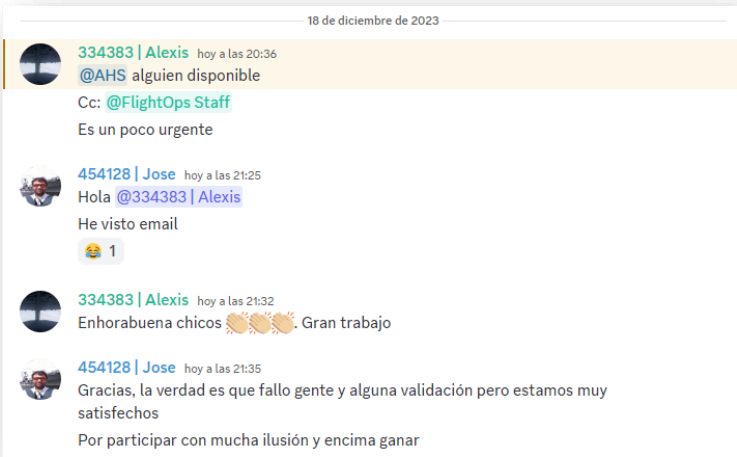 18 de diciembre de 2023
334383 | Alexis hoy a las 20:36
@AHS alguien disponible
Cc: @FlightOps Staff
Es un poco urgente
454128 | Jose hoy a las 21:25
Hola @334383 | Alexis
He visto email
😂 1
334383 | Alexis hoy a las 21:32
Enhorabuena chicos 👏🏼👏🏼👏🏼. Gran trabajo
454128 | Jose hoy a las 21:35
Gracias, la verdad es que fallo gente y alguna validación pero estamos muy
satisfechos
Por participar con mucha ilusión y encima ganar